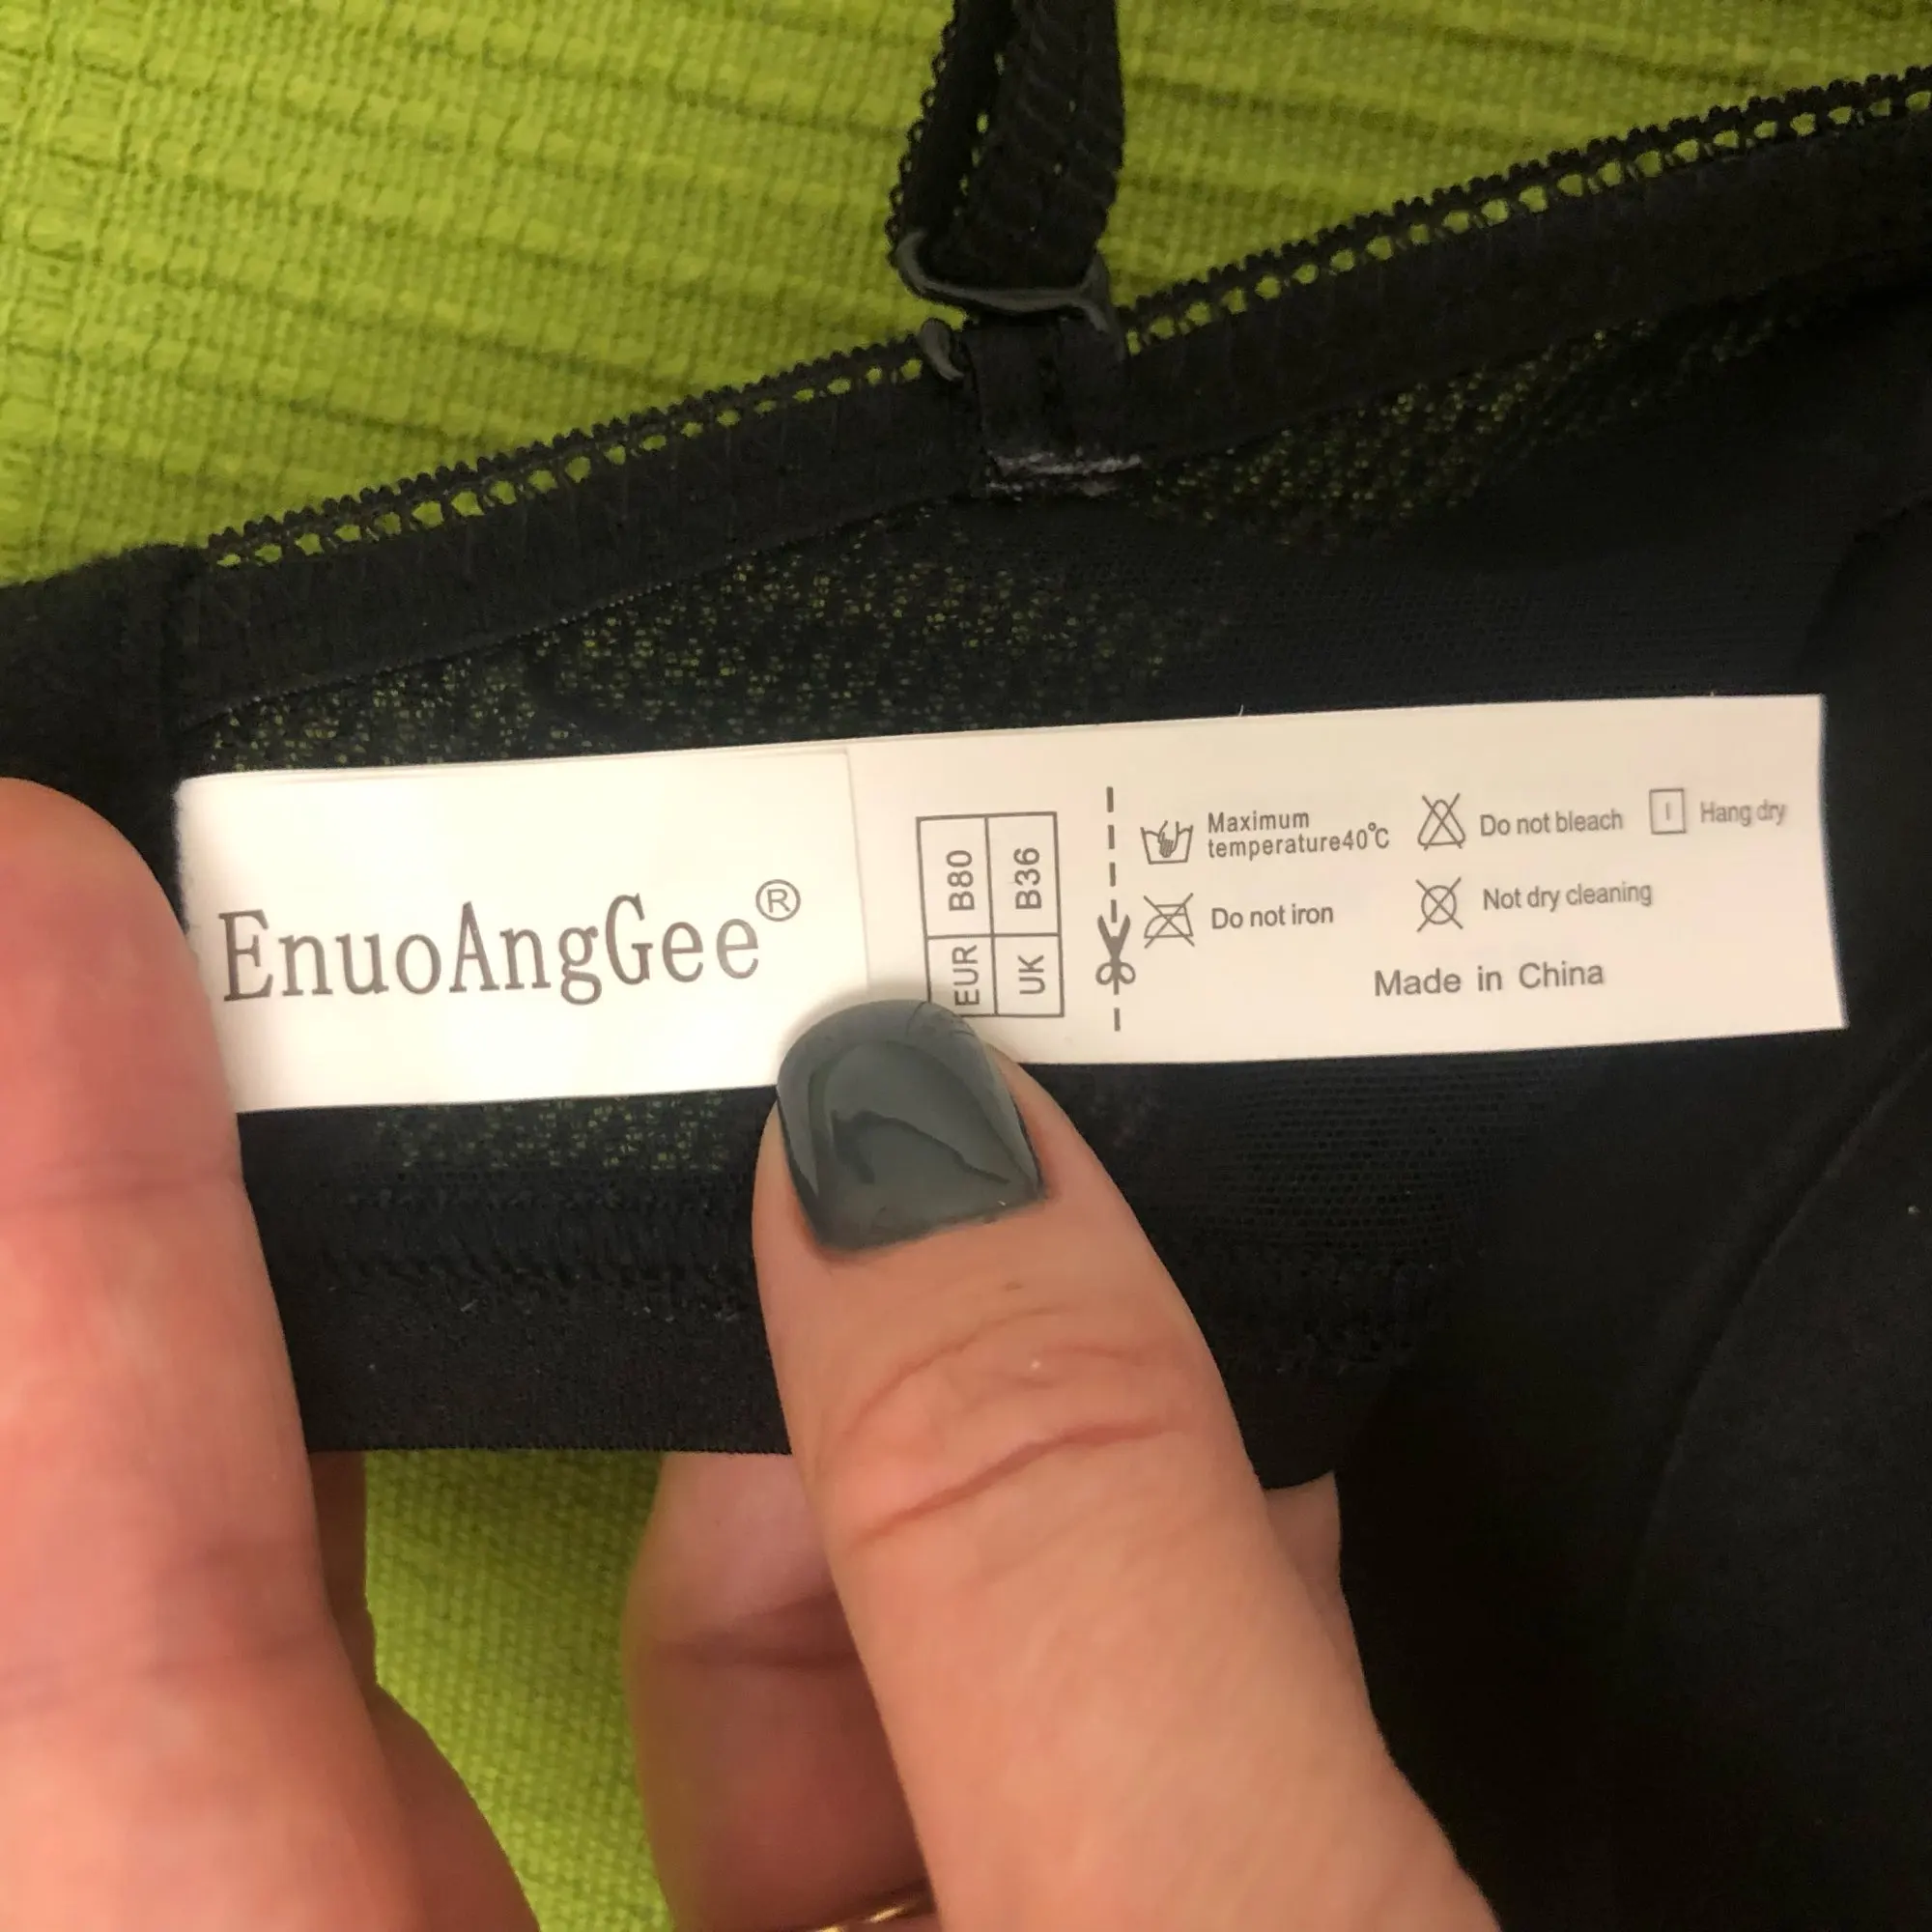 EnuoAngGee®
EUR B80
UK B36
Maximum
temperature40℃
Do not bleach
Hang dry
Do not iron
Not dry cleaning
Made in China